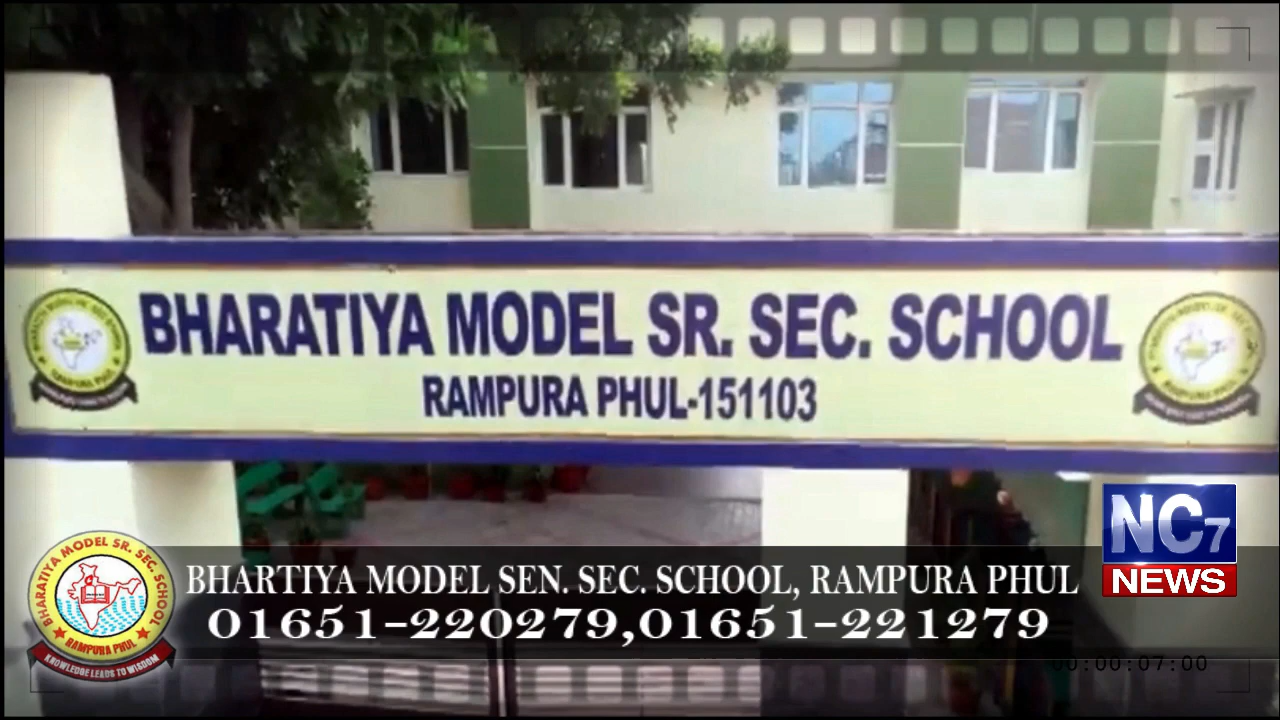 BHARATIYA MODEL SR. SEC. SCHOOL
RAMPURA PHUL-151103
BHARATIYA MODEL SR. SEC. SCHOOL
RAMPURA PHUL
KNOWLEDGE LEADS TO WISDOM
BHARTIYA MODEL SEN. SEC. SCHOOL, RAMPURA PHUL
01651-220279,01651-221279
NC7
NEWS
00:00:07:00